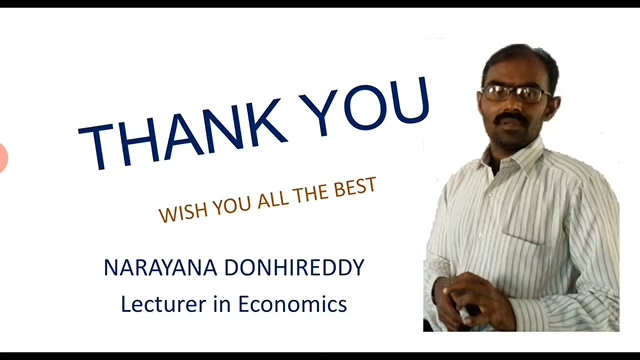 THANK YOU
WISH YOU ALL THE BEST
NARAYANA DONHIREDDY
Lecturer in Economics